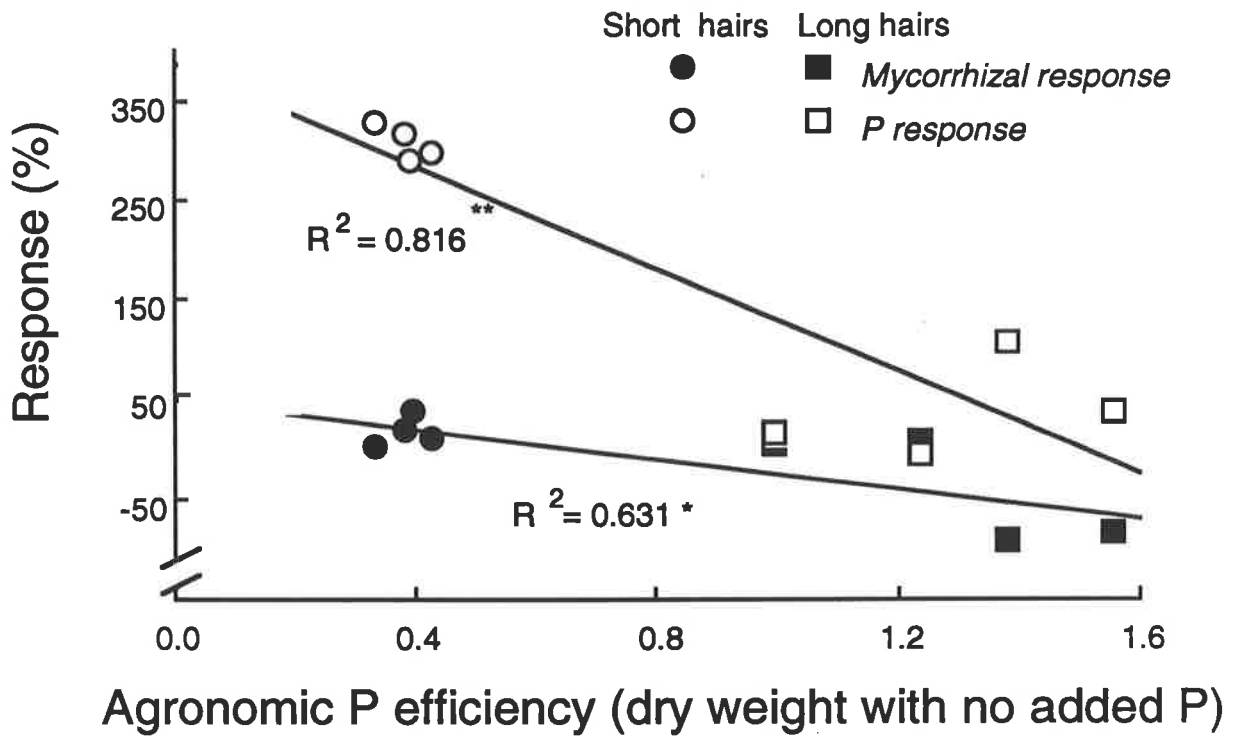 Short hairs Long hairs
Mycorrhizal response
P response
Response (%)
350
250
150
50
-50
R² = 0.816 **
R² = 0.631 *
0.0 0.4 0.8 1.2 1.6
Agronomic P efficiency (dry weight with no added P)